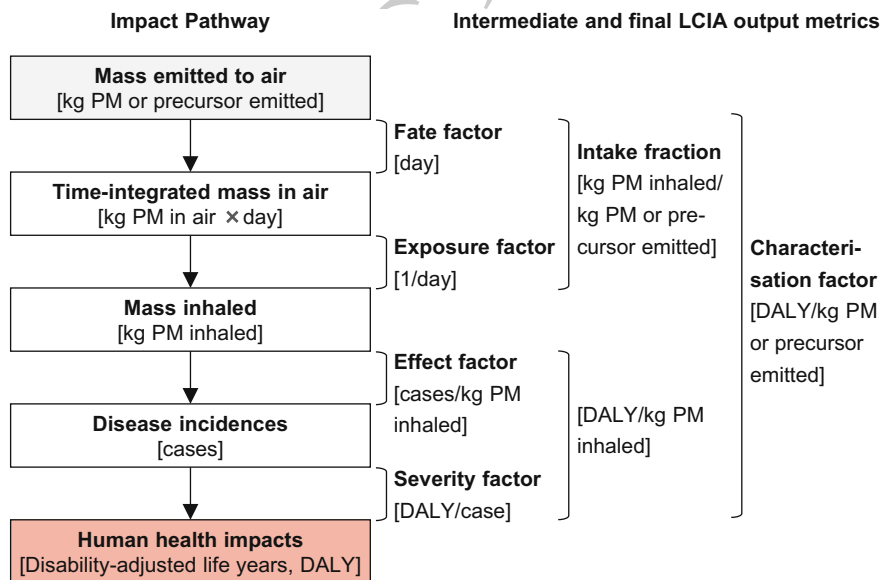 Impact Pathway
Intermediate and final LCIA output metrics
Mass emitted to air
[kg PM or precursor emitted]
Fate factor
[day]
Intake fraction
[kg PM inhaled/
kg PM or pre-
cursor emitted]
Time-integrated mass in air
[kg PM in air × day]
Exposure factor
[1/day]
Characteri-
sation factor
[DALY/kg PM
or precursor
emitted]
Mass inhaled
[kg PM inhaled]
Effect factor
[cases/kg PM
inhaled]
[DALY/kg PM
inhaled]
Disease incidences
[cases]
Severity factor
[DALY/case]
Human health impacts
[Disability-adjusted life years, DALY]